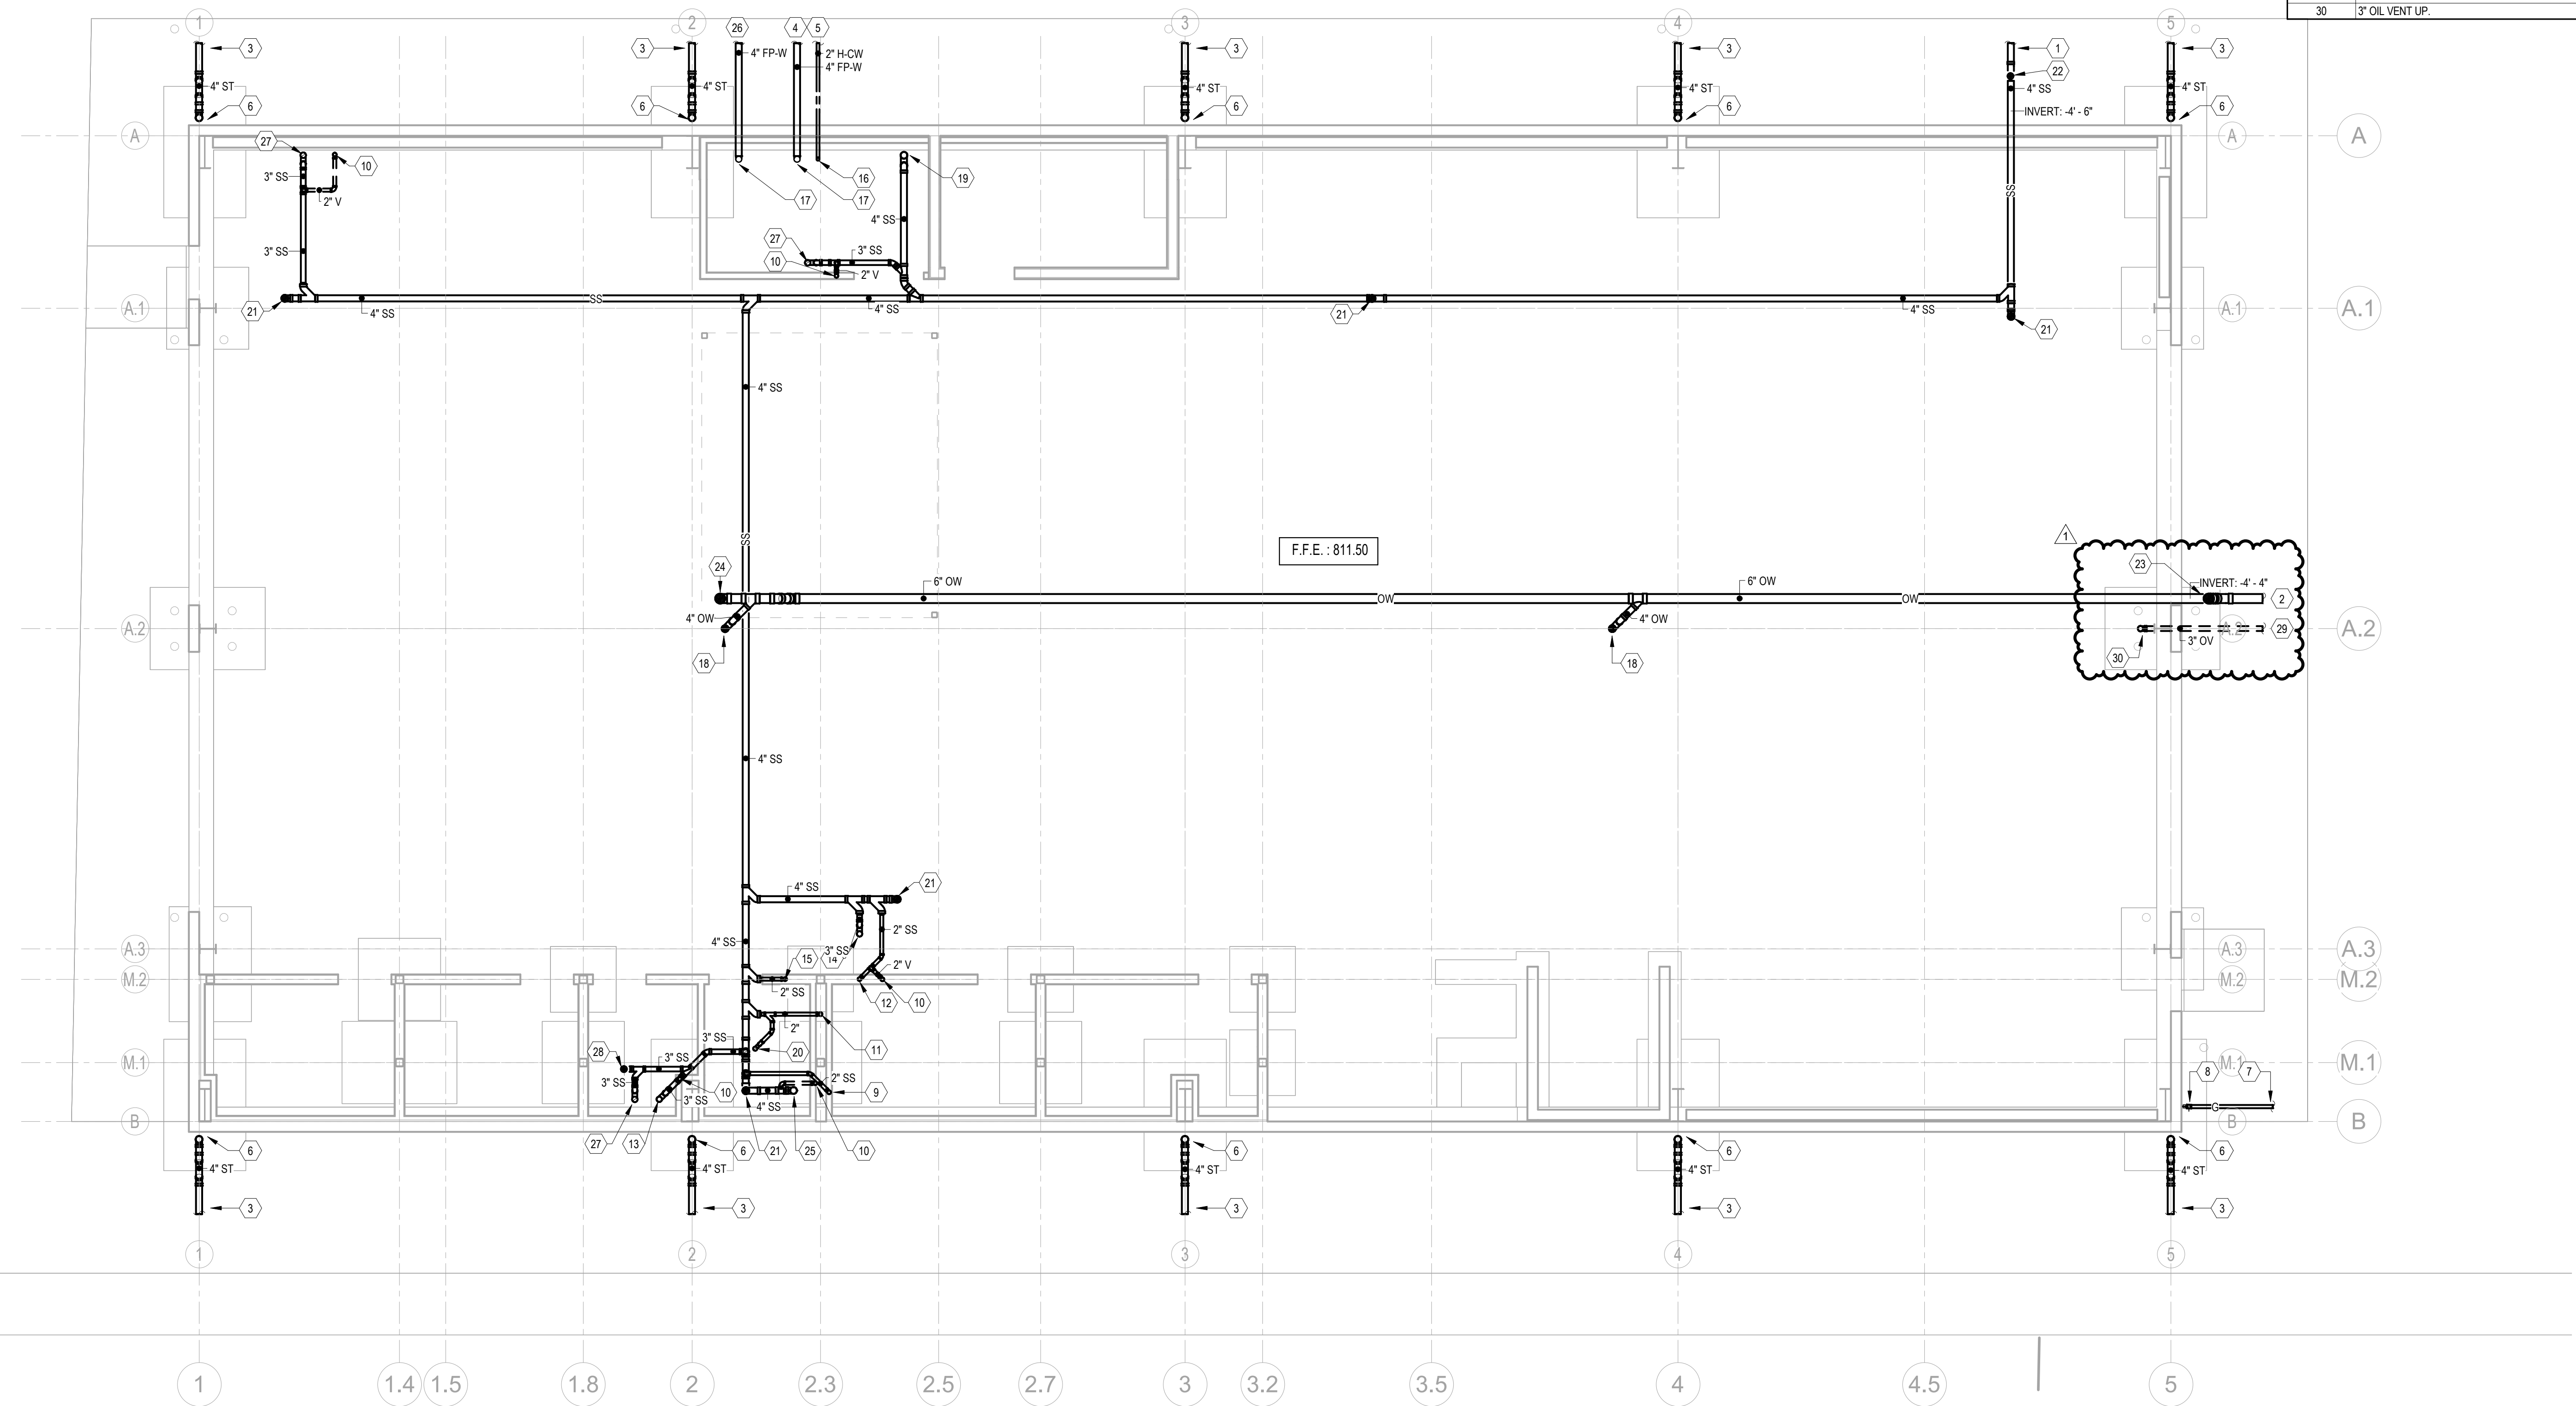 30 3" OIL VENT UP.
1 2 26 4 5 3 4 5
3 3 4" FP-W 2" H-CW 3 3 1 3
4" FP-W
22
4" ST 4" ST 4" ST 4" ST 4" SS 4" ST
6 6 6 6 6
INVERT: -4' - 6"
A A A
27 10
3" SS
16 19
2" V
17 17
SS
4" SS
27
3" SS 3" SS
10 2" V
SS
21 4" SS 4" SS 21 4" SS
A.1 A.1 A.1
21
4" SS
SS
1
F.F.E. : 811.50
24 23
6" OW 6" OW INVERT: -4' - 4"
OW OW 2
4" OW 4" OW
A.2 A.2 29 A.2
3" OV
18 18 30
4" SS
21
4" SS
2" SS
4" SS
3" SS
A.3 A.3 A.3
15 14
2" V
M.2 M.2 M.2
2" SS
12 10
2"
3" SS
28 20 11
3" SS
M.1 M.1 M.1
8 7
3" SS 2" SS
10 9
3" SS
4" SS
G
B B B
27 13 6 21 25 10
6 6 6 6
4" ST 4" ST 4" ST 4" ST 4" ST
3 3 3 3 3
1 2 3 4 5
1 1.4 1.5 1.8 2 2.3 2.5 2.7 3 3.2 3.5 4 4.5 5